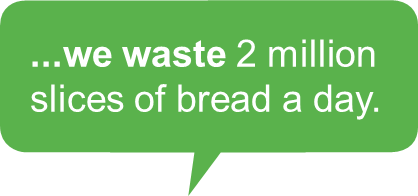 ...we waste 2 million
slices of bread a day.